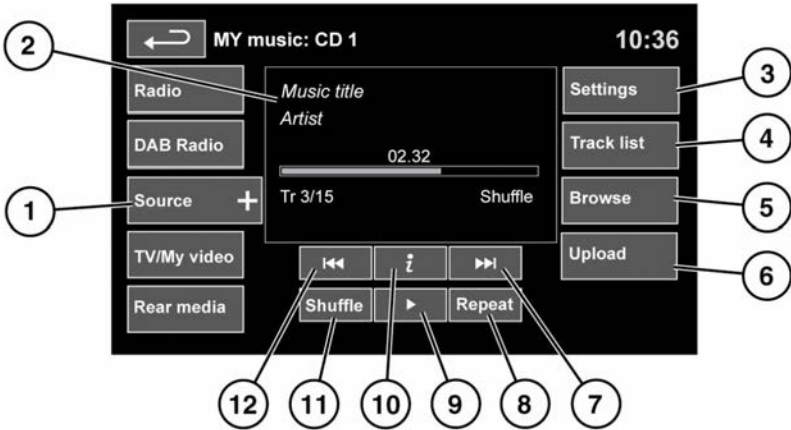 MY music: CD 1
10:36
2
Radio
Music title
Settings
3
Artist
DAB Radio
Track list
4
02.32
1
Source +
Tr 3/15
Shuffle
Browse
5
TV/My video
i
Upload
6
Rear media
Shuffle
Repeat
12
11
10
9
8
7